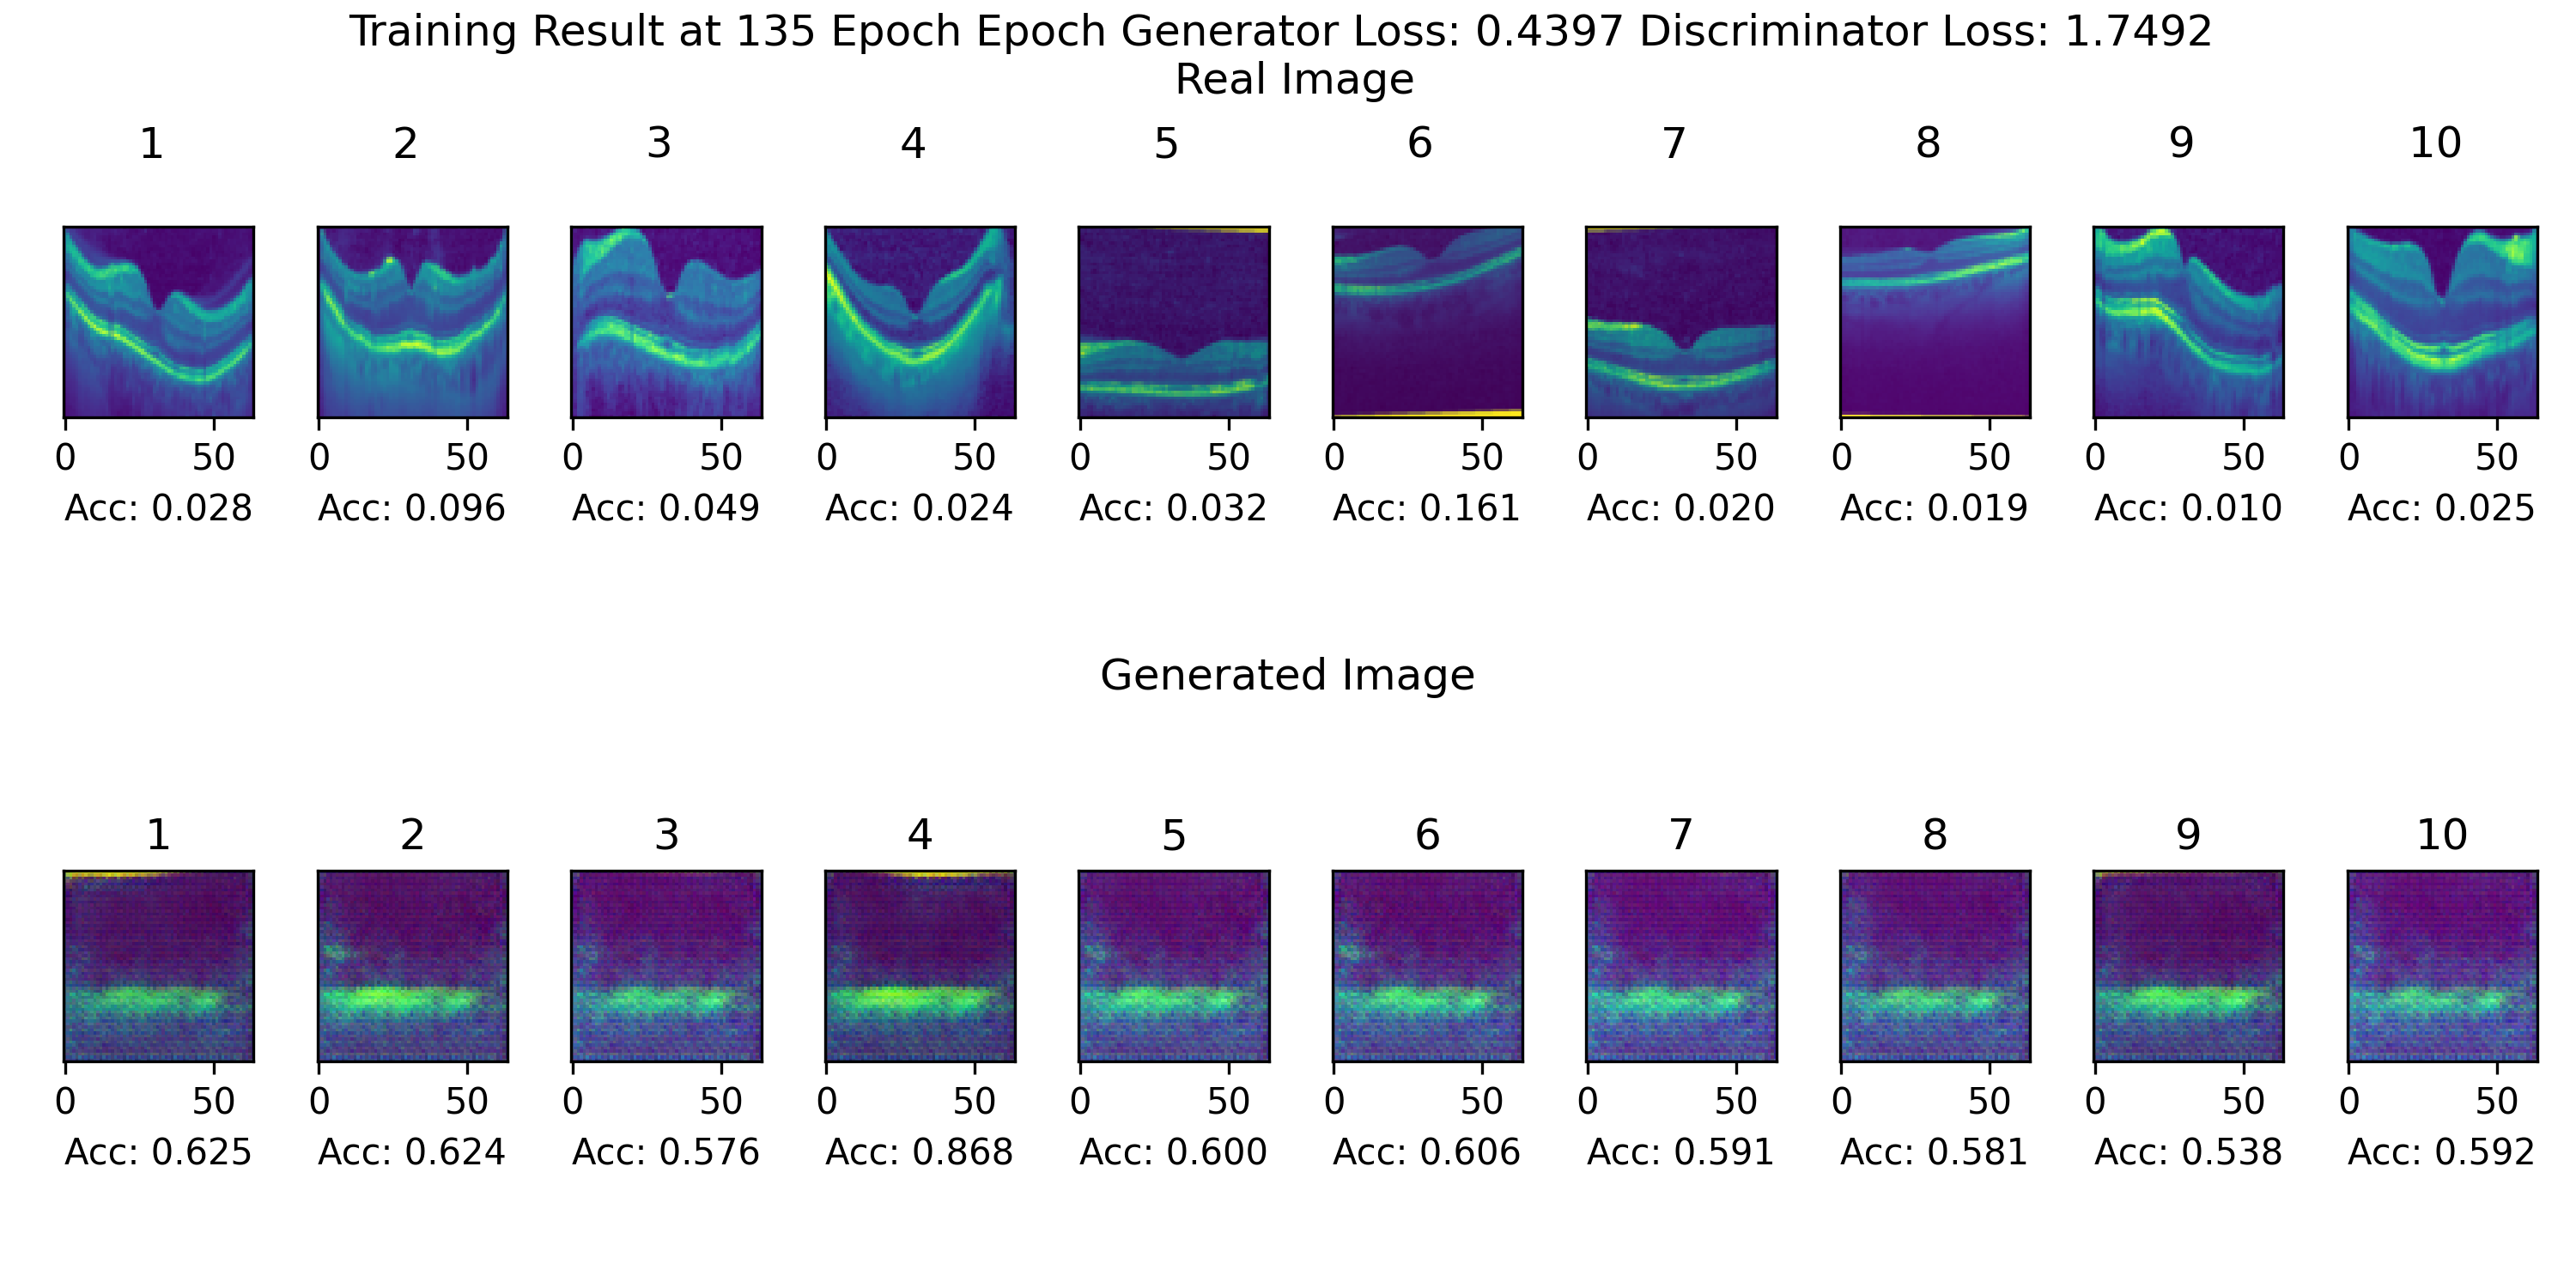 Training Result at 135 Epoch Epoch Generator Loss: 0.4397 Discriminator Loss: 1.7492
Real Image
1 2 3 4 5 6 7 8 9 10
0 50 0 50 0 50 0 50 0 50 0 50 0 50 0 50 0 50 0 50
Acc: 0.028 Acc: 0.096 Acc: 0.049 Acc: 0.024 Acc: 0.032 Acc: 0.161 Acc: 0.020 Acc: 0.019 Acc: 0.010 Acc: 0.025
Generated Image
1 2 3 4 5 6 7 8 9 10
0 50 0 50 0 50 0 50 0 50 0 50 0 50 0 50 0 50 0 50
Acc: 0.625 Acc: 0.624 Acc: 0.576 Acc: 0.868 Acc: 0.600 Acc: 0.606 Acc: 0.591 Acc: 0.581 Acc: 0.538 Acc: 0.592